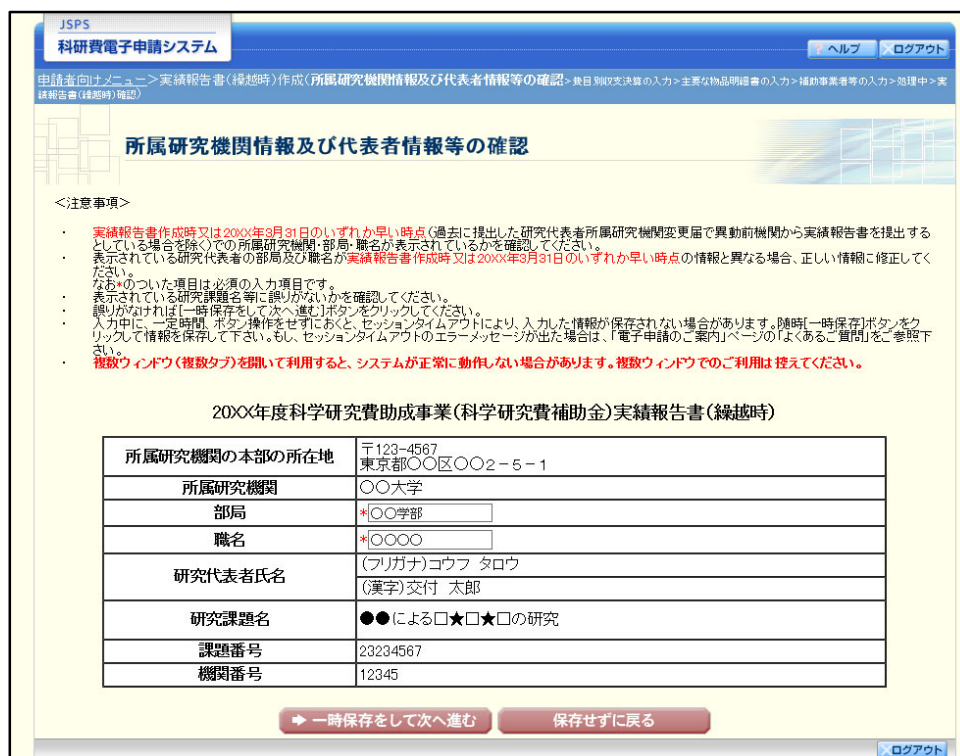 JSPS
科研費電子申請システム
ヘルプ
ログアウト
申請者向けメニュー>実績報告書(繰越時)作成(所属研究機関情報及び代表者情報等の確認>費目別収支決算の入力>主要な物品明細書の入力>補助事業者等の入力>処理中>実
績報告書(繰越時)確認)
所属研究機関情報及び代表者情報等の確認
<注意事項>
・ 実績報告書作成時又は20XX年3月31日のいずれか早い時点(過去に提出した研究代表者所属研究機関変更届で異動前機関から実績報告書を提出する
としている場合を除く)での所属研究機関・部局・職名が表示されているかを確認してください。
・ 表示されている研究代表者の部局及び職名が実績報告書作成時又は20XX年3月31日のいずれか早い時点の情報と異なる場合、正しい情報に修正してく
ださい。
なお*のついた項目は必須の入力項目です。
・ 表示されている研究課題名等に誤りがないかを確認してください。
・ 誤りがなければ[一時保存をして次へ進む]ボタンをクリックしてください。
・ 入力中に、一定時間、ボタン操作をせずにおくと、セッションタイムアウトにより、入力した情報が保存されない場合があります。随時[一時保存]ボタンをク
リックして情報を保存して下さい。もし、セッションタイムアウトのエラーメッセージが出た場合は、「電子申請のご案内」ページの「よくあるご質問」をご参照下
さい。
・ 複数ウィンドウ(複数タブ)を開いて利用すると、システムが正常に動作しない場合があります。複数ウィンドウでのご利用は控えてください。
20XX年度科学研究費助成事業(科学研究費補助金)実績報告書(繰越時)
所属研究機関の本部の所在地
〒123-4567
東京都○○区○○2-5-1
所属研究機関 ○○大学
部局 *○○学部
職名 *○○○○
研究代表者氏名
(フリガナ)コウフ タロウ
(漢字)交付 太郎
研究課題名 ●●による□★□★□の研究
課題番号 23234567
機関番号 12345
一時保存をして次へ進む 保存せずに戻る
ログアウト